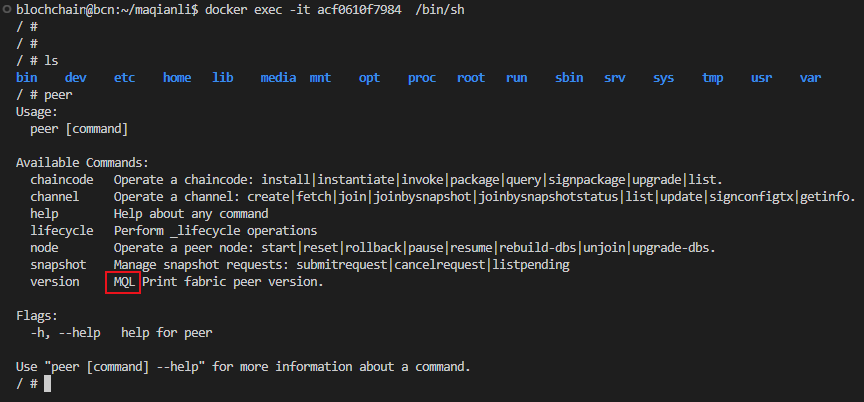 blochchain@bcn:~/maqianli$ docker exec -it acf0610f7984  /bin/sh
/ #
/ #
/ # ls
bin   dev   etc   home   lib   media  mnt   opt   proc   root   run   sbin   srv   sys   tmp   usr   var
/ # peer
Usage:
  peer [command]

Available Commands:
  chaincode   Operate a chaincode: install|instantiate|invoke|package|query|signpackage|upgrade|list.
  channel     Operate a channel: create|fetch|join|joinbysnapshot|joinbysnapshotstatus|list|update|signconfigtx|getinfo.
  help        Help about any command
  lifecycle   Perform _lifecycle operations
  node        Operate a peer node: start|reset|rollback|pause|resume|rebuild-dbs|unjoin|upgrade-dbs.
  snapshot    Manage snapshot requests: submitrequest|cancelrequest|listpending
  version     MQL Print fabric peer version.

Flags:
  -h, --help   help for peer

Use "peer [command] --help" for more information about a command.
/ #